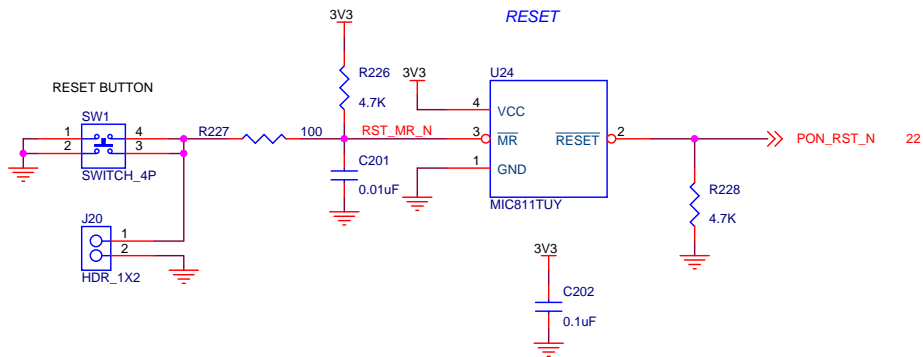 RESET
3V3
R226
4.7K
3V3
U24
RESET BUTTON
SW1
1
2
4
3
SWITCH_4P
R227
100
RST_MR_N
4
VCC
3
MR
1
GND
RESET
2
MIC811TUY
PON_RST_N
22
C201
0.01uF
R228
4.7K
J20
1
2
HDR_1X2
3V3
C202
0.1uF